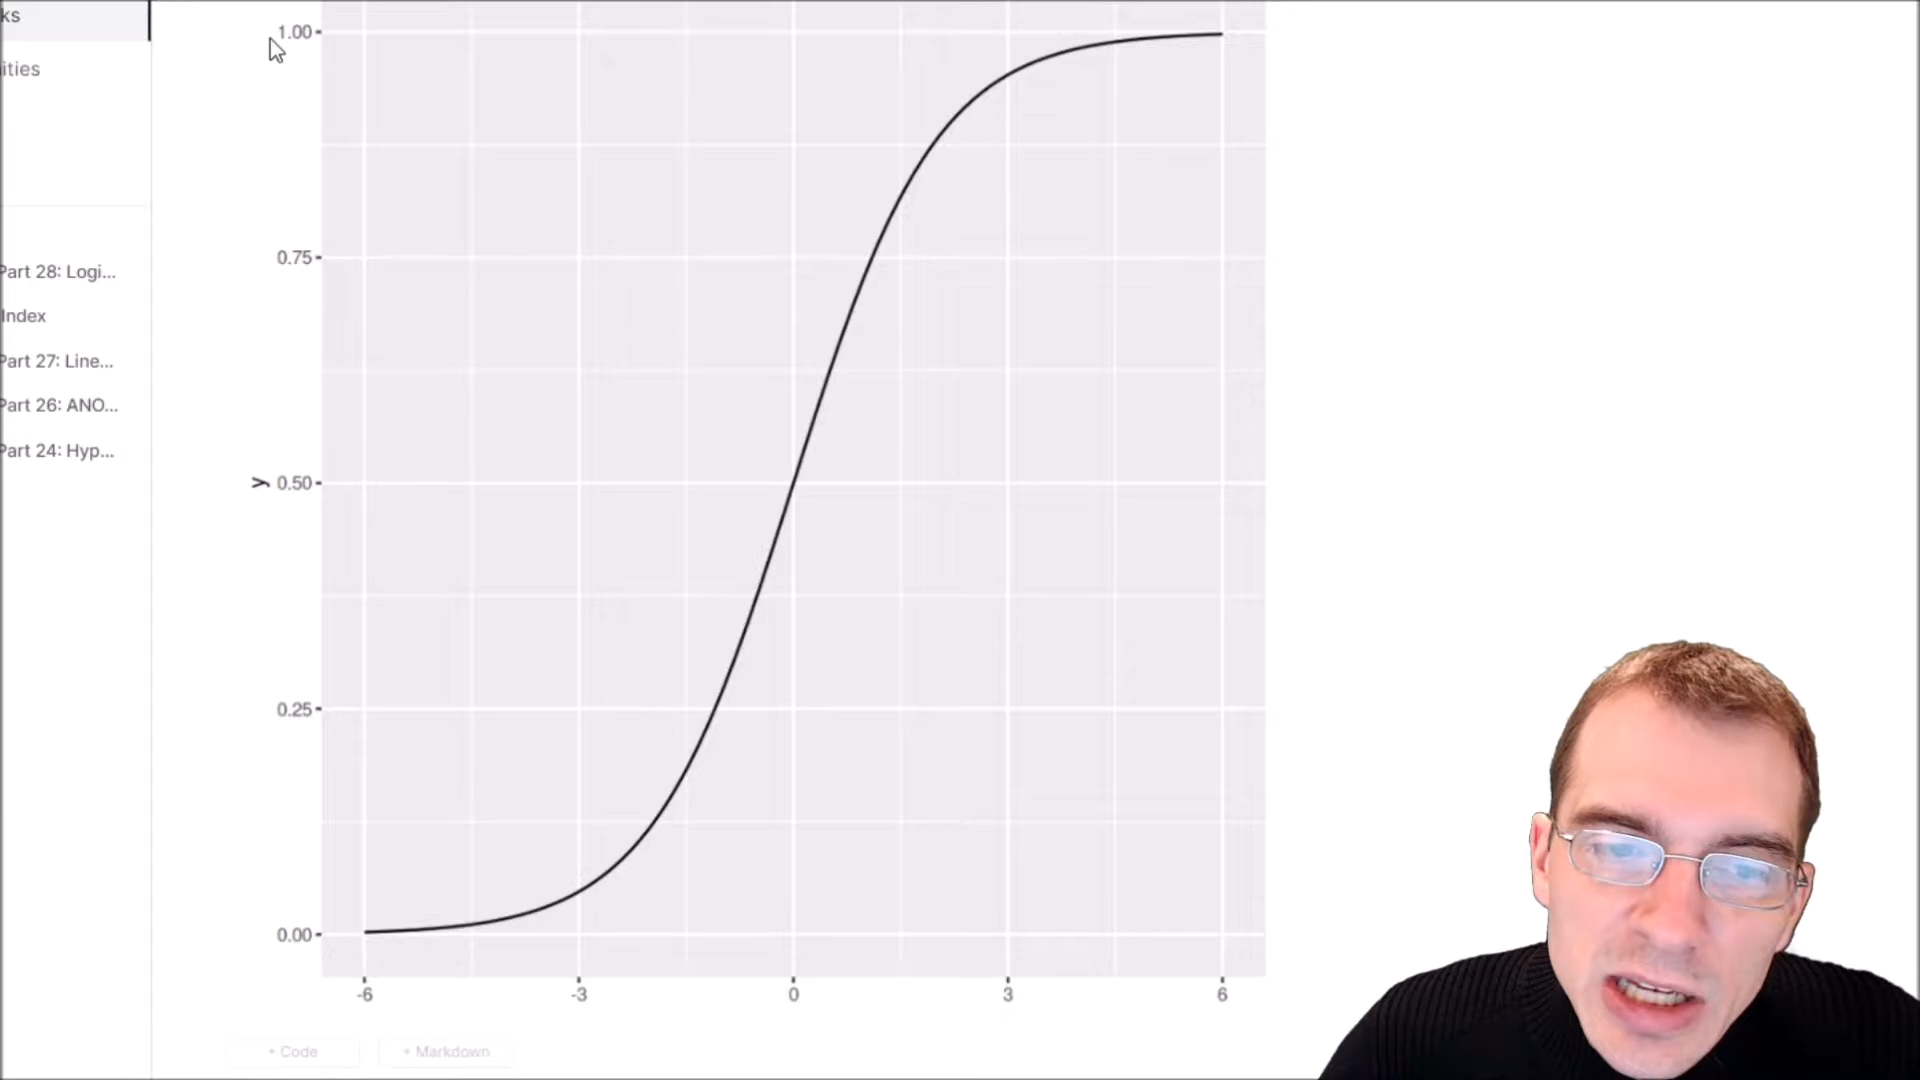 ks
ities
Part 28: Logi...
Index
Part 27: Line...
Part 26: ANO...
Part 24: Hyp...
1.00
0.75
y 0.50
0.25
0.00
-6 -3 0 3 6
+ Code + Markdown